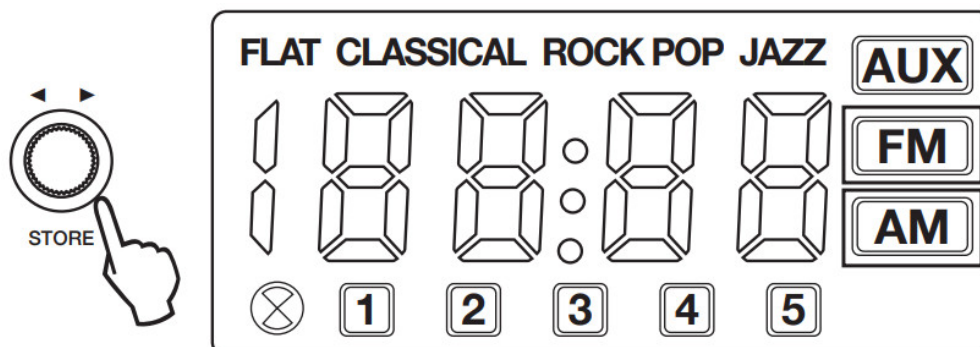 FLAT CLASSICAL ROCK POP JAZZ
AUX
FM
AM
STORE
1 2 3 4 5